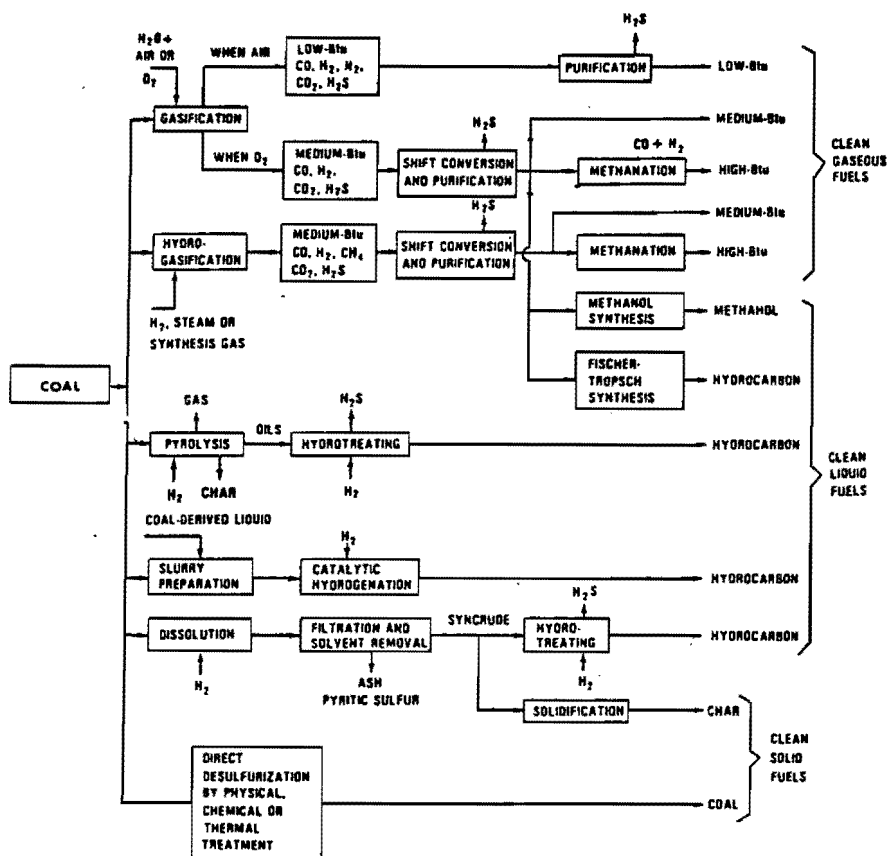 H₂S
H₂O+
AIR OR
O₂
WHEN AIR
LOW-Btu
CO, H₂, N₂,
CO₂, H₂S
PURIFICATION
LOW-Btu
GASIFICATION
MEDIUM-Btu
WHEN O₂
MEDIUM-Btu
CO, H₂,
CO₂, H₂S
H₂S
SHIFT CONVERSION
AND PURIFICATION
CO + H₂
METHANATION
HIGH-Btu
CLEAN
GASEOUS
FUELS
HYDRO-
GASIFICATION
MEDIUM-Btu
CO, H₂, CH₄
CO₂, H₂S
H₂S
SHIFT CONVERSION
AND PURIFICATION
MEDIUM-Btu
METHANATION
HIGH-Btu
H₂, STEAM OR
SYNTHESIS GAS
METHANOL
SYNTHESIS
METHANOL
COAL
FISCHER-
TROPSCH
SYNTHESIS
HYDROCARBON
GAS
PYROLYSIS
OILS
H₂S
HYDROTREATING
HYDROCARBON
H₂
CHAR
H₂
CLEAN
LIQUID
FUELS
COAL-DERIVED LIQUID
SLURRY
PREPARATION
H₂
CATALYTIC
HYDROGENATION
HYDROCARBON
DISSOLUTION
H₂
FILTRATION AND
SOLVENT REMOVAL
SYNCRUDE
H₂S
HYDRO-
TREATING
HYDROCARBON
H₂
ASH
PYRITIC SULFUR
SOLIDIFICATION
CHAR
CLEAN
SOLID
FUELS
DIRECT
DESULFURIZATION
BY PHYSICAL,
CHEMICAL OR
THERMAL
TREATMENT
COAL